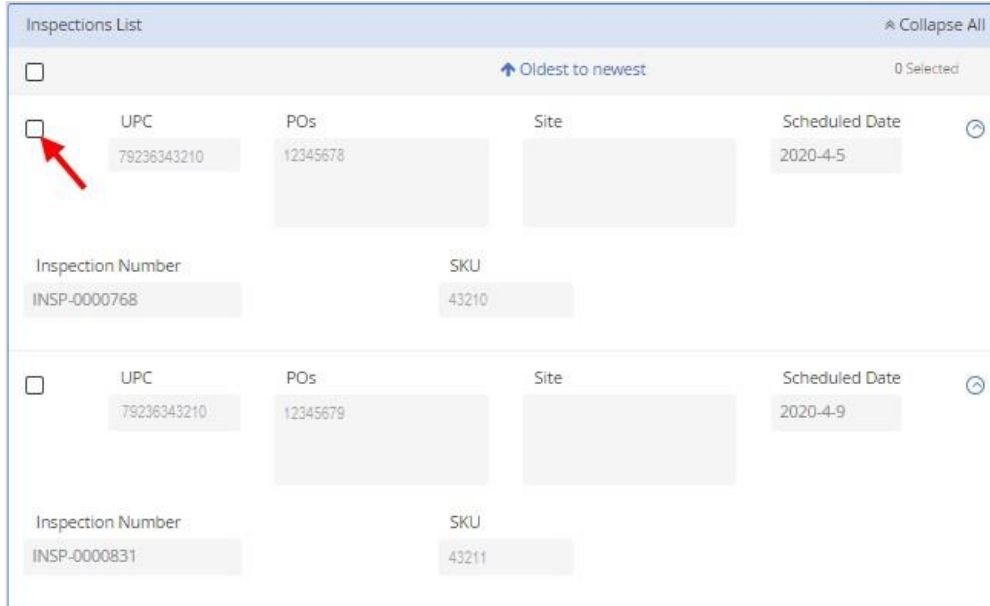 Inspections List Collapse All
Oldest to newest 0 Selected
UPC POs Site Scheduled Date
79236343210 12345678 2020-4-5
Inspection Number SKU
INSP-0000768 43210
UPC POs Site Scheduled Date
79236343210 12345679 2020-4-9
Inspection Number SKU
INSP-0000831 43211